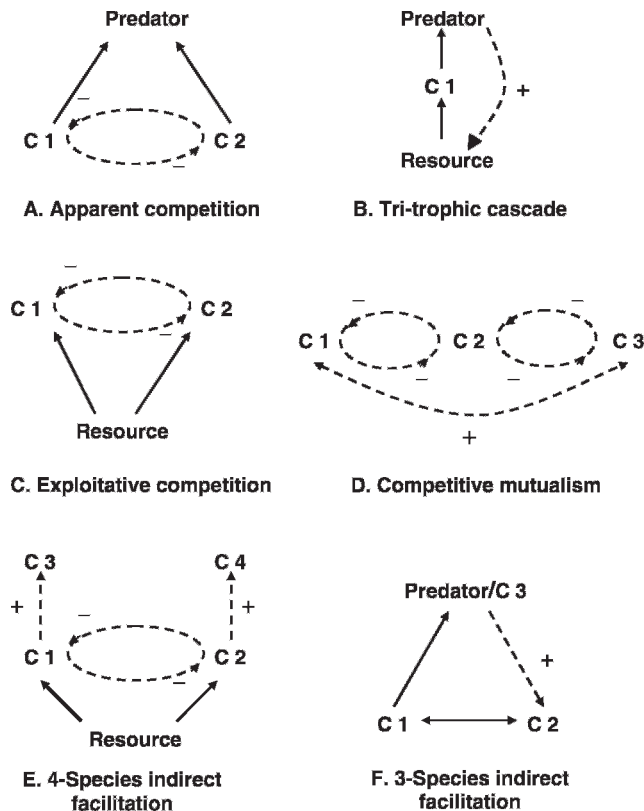 Predator
–
C 1
C 2
–
A. Apparent competition
Predator
C 1
+
Resource
B. Tri-trophic cascade
–
C 1
C 2
–
Resource
C. Exploitative competition
–
–
C 1
C 2
C 3
–
–
+
D. Competitive mutualism
C 3
C 4
+
–
+
C 1
C 2
–
Resource
E. 4-Species indirect
facilitation
Predator/C 3
+
C 1
C 2
F. 3-Species indirect
facilitation